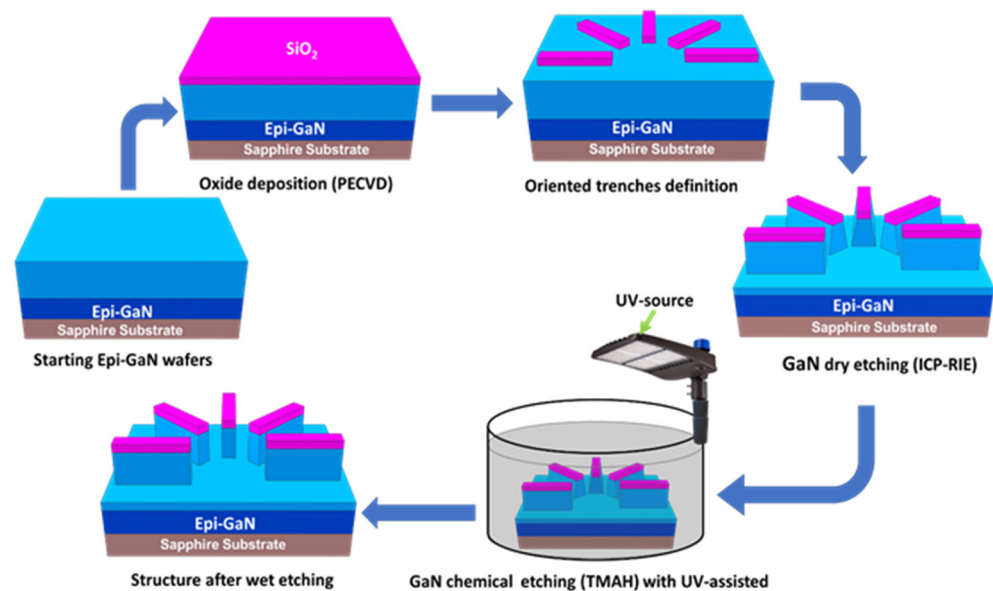 SiO₂
Epi-GaN
Sapphire Substrate
Oxide deposition (PECVD)
Epi-GaN
Sapphire Substrate
Oriented trenches definition
Epi-GaN
Sapphire Substrate
Starting Epi-GaN wafers
Epi-GaN
Sapphire Substrate
GaN dry etching (ICP-RIE)
UV-source
GaN chemical etching (TMAH) with UV-assisted
Epi-GaN
Sapphire Substrate
Structure after wet etching